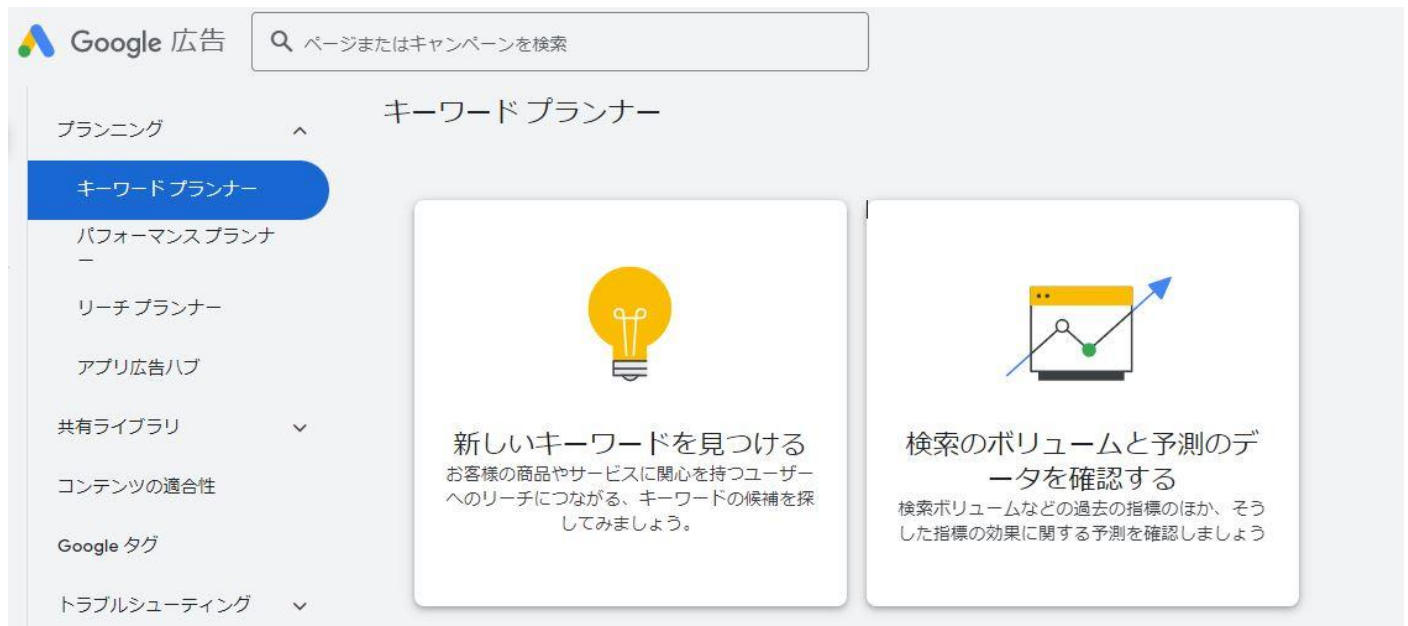 Google 広告
ページまたはキャンペーンを検索
プランニング
キーワード プランナー
パフォーマンス プランナ
ー
リーチ プランナー
アプリ広告ハブ
共有ライブラリ
コンテンツの適合性
Google タグ
トラブルシューティング
キーワード プランナー
新しいキーワードを見つける
お客様の商品やサービスに関心を持つユーザー
へのリーチにつながる、キーワードの候補を探
してみましょう。
検索のボリュームと予測のデ
ータを確認する
検索ボリュームなどの過去の指標のほか、そう
した指標の効果に関する予測を確認しましょう